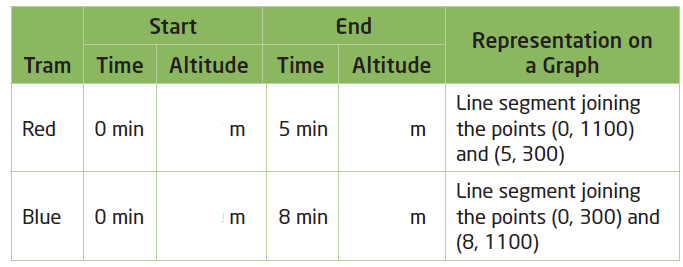 Start End Representation on
Tram Time Altitude Time Altitude a Graph
Red 0 min m 5 min m Line segment joining
the points (0, 1100)
and (5, 300)
Blue 0 min m 8 min m Line segment joining
the points (0, 300) and
(8, 1100)